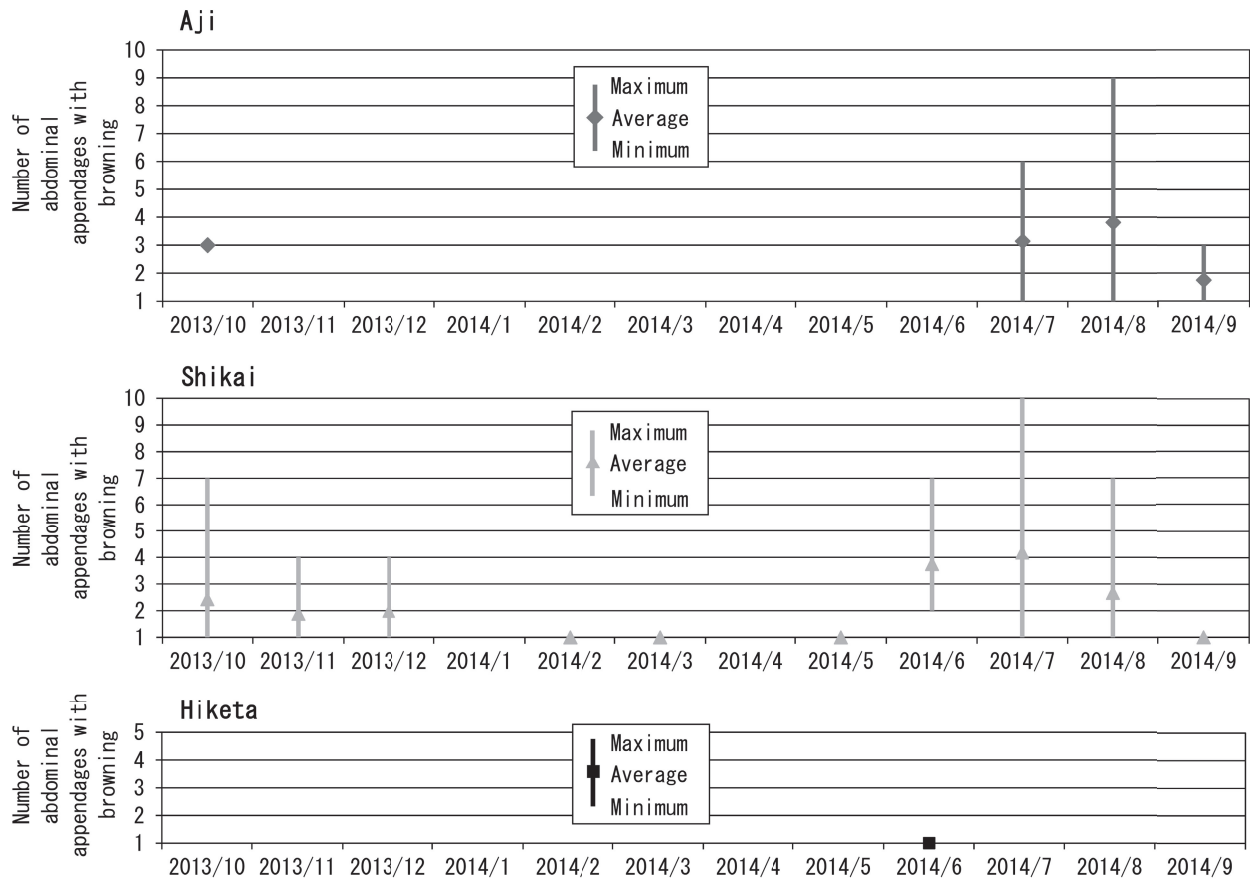 Aji
Number of
abdominal
appendages with
browning
10
9
8
7
6
5
4
3
2
1
Maximum
Average
Minimum
2013/10 2013/11 2013/12 2014/1 2014/2 2014/3 2014/4 2014/5 2014/6 2014/7 2014/8 2014/9
Shikai
Number of
abdominal
appendages with
browning
10
9
8
7
6
5
4
3
2
1
Maximum
Average
Minimum
2013/10 2013/11 2013/12 2014/1 2014/2 2014/3 2014/4 2014/5 2014/6 2014/7 2014/8 2014/9
Hiketa
Number of
abdominal
appendages with
browning
5
4
3
2
1
Maximum
Average
Minimum
2013/10 2013/11 2013/12 2014/1 2014/2 2014/3 2014/4 2014/5 2014/6 2014/7 2014/8 2014/9